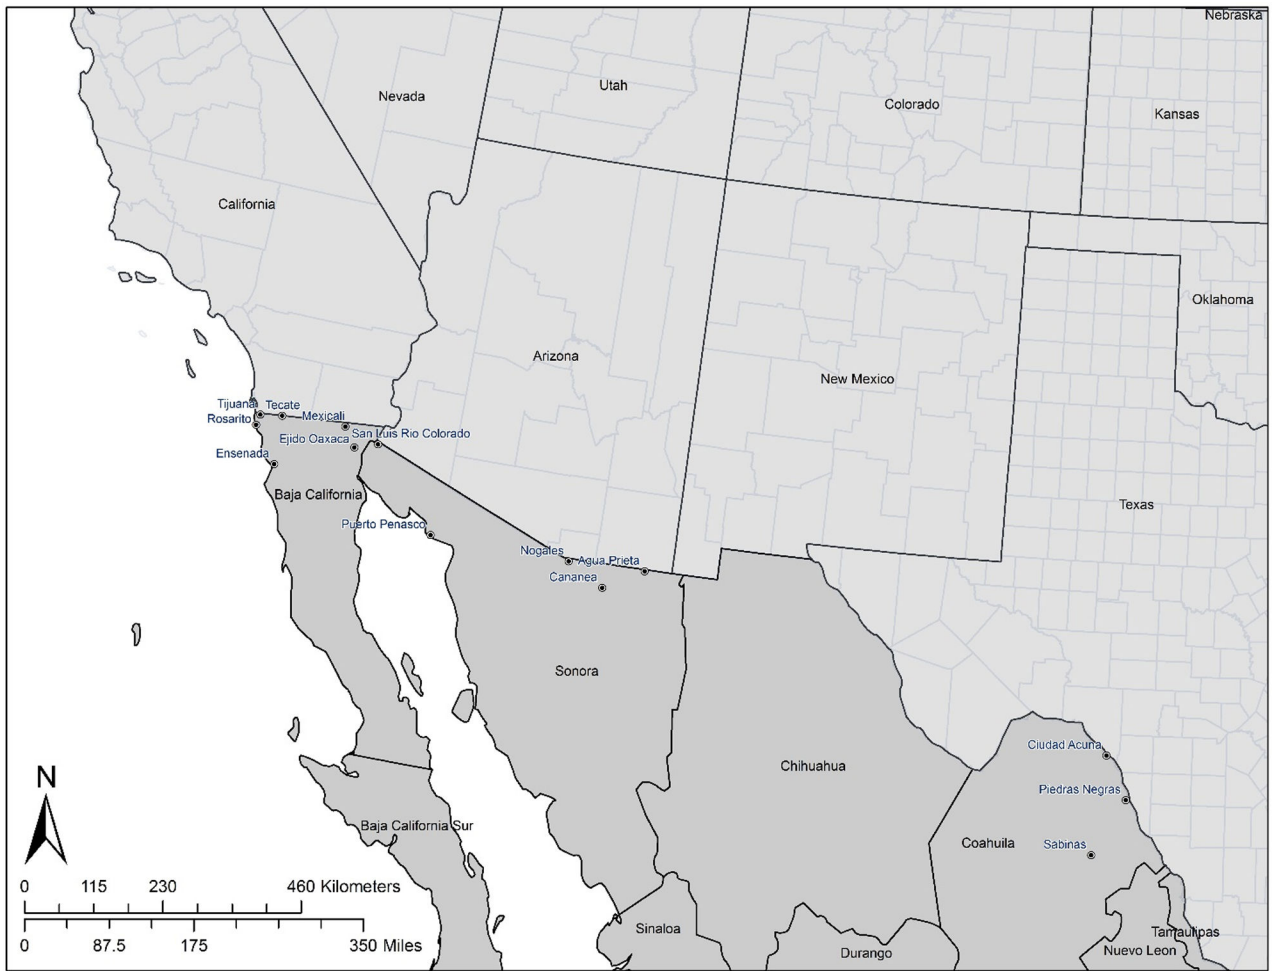 Nebraska
Utah
Nevada
Colorado
Kansas
California
Oklahoma
Arizona
New Mexico
Tijuana
Tecate
Mexicali
Rosarito
San Luis Rio Colorado
Ejido Oaxaca
Ensenada
Baja California
Texas
Puerto Penasco
Nogales
Agua Prieta
Cananea
Sonora
Ciudad Acuna
Chihuahua
N
Piedras Negras
Baja California Sur
Coahuila
Sabinas
0 115 230 460 Kilometers
Sinaloa
Tamaulipas
0 87.5 175 350 Miles
Durango
Nuevo Leon